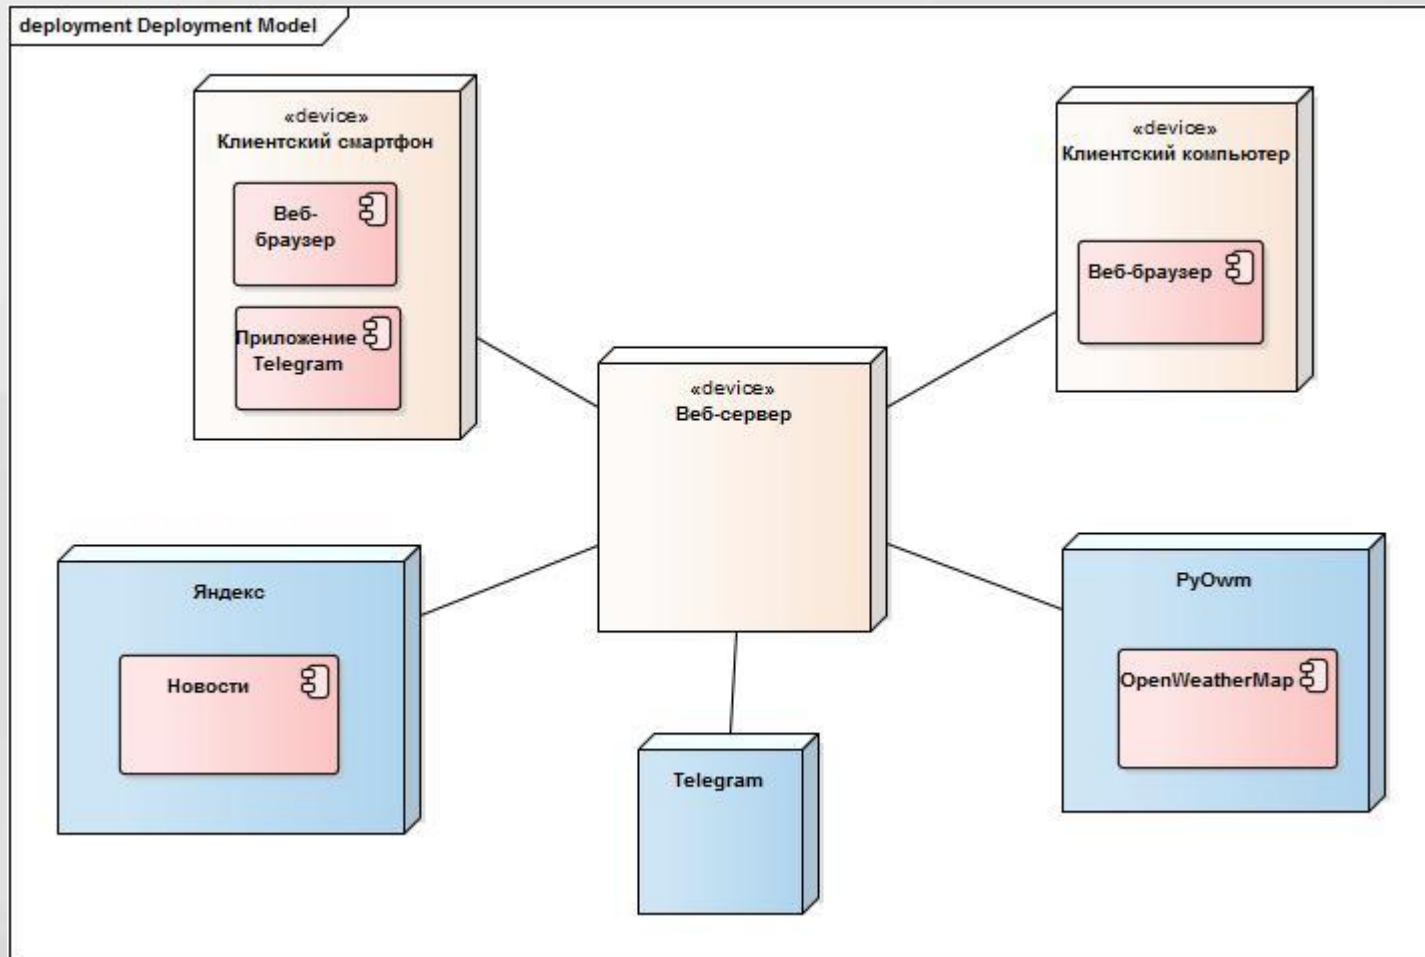 deployment Deployment Model
«device»
Клиентский смартфон
Веб-
браузер
Приложение
Telegram
«device»
Клиентский компьютер
Веб-браузер
«device»
Веб-сервер
Яндекс
Новости
Telegram
PyOwm
OpenWeatherMap